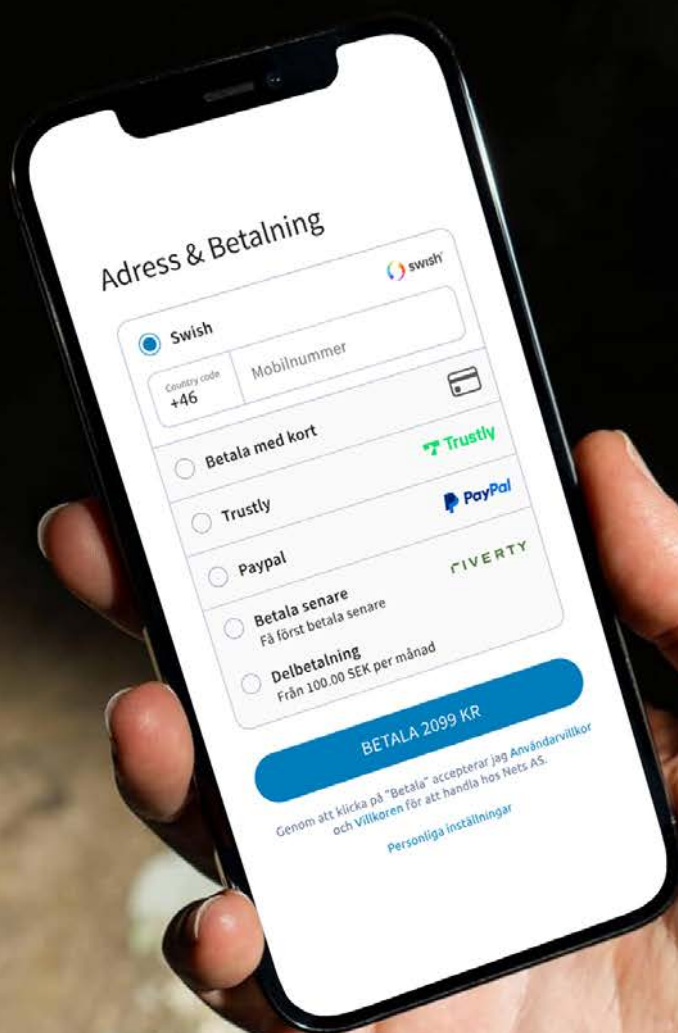 Adress & Betalning
Swish
swish
Country code
+46
Mobilnummer
Betala med kort
Trustly
Trustly
Paypal
PayPal
Betala senare
Få först betala senare
RIVERTY
Delbetalning
Från 100.00 SEK per månad
BETALA 2099 KR
Genom att klicka på "Betala" accepterar jag Användarvillkor
och Villkoren för att handla hos Nets AS.
Personliga inställningar